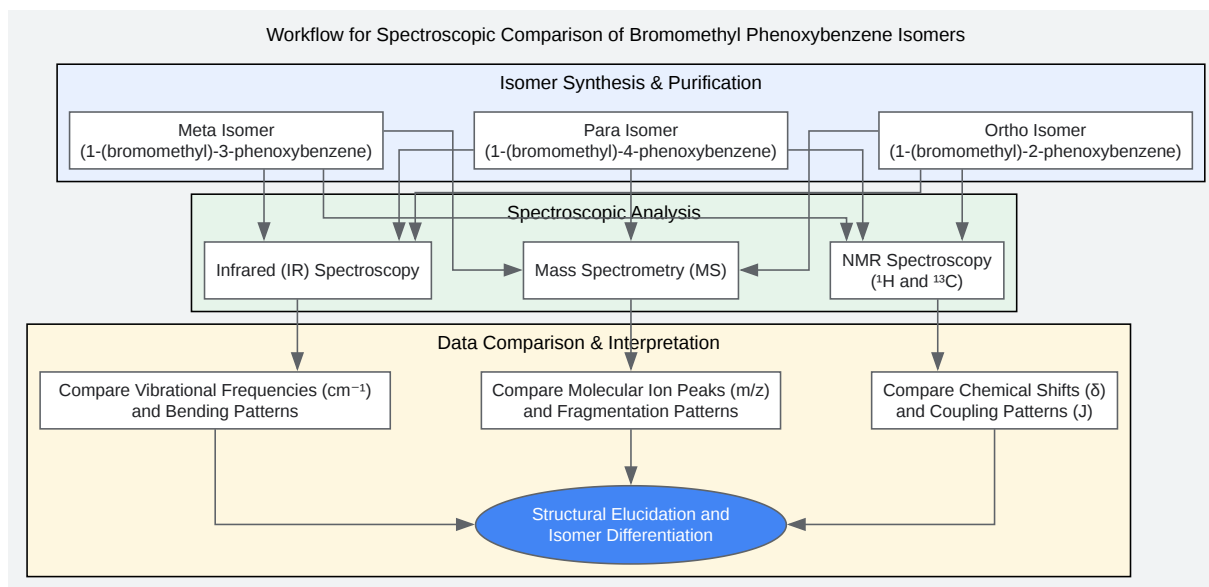 Workflow for Spectroscopic Comparison of Bromomethyl Phenoxybenzene Isomers
Isomer Synthesis & Purification
Meta Isomer
(1-(bromomethyl)-3-phenoxybenzene)
Para Isomer
(1-(bromomethyl)-4-phenoxybenzene)
Ortho Isomer
(1-(bromomethyl)-2-phenoxybenzene)
Spectroscopic Analysis
Infrared (IR) Spectroscopy
Mass Spectrometry (MS)
NMR Spectroscopy
(¹H and ¹³C)
Data Comparison & Interpretation
Compare Vibrational Frequencies (cm⁻¹)
and Bending Patterns
Compare Molecular Ion Peaks (m/z)
and Fragmentation Patterns
Compare Chemical Shifts (δ)
and Coupling Patterns (J)
Structural Elucidation and
Isomer Differentiation